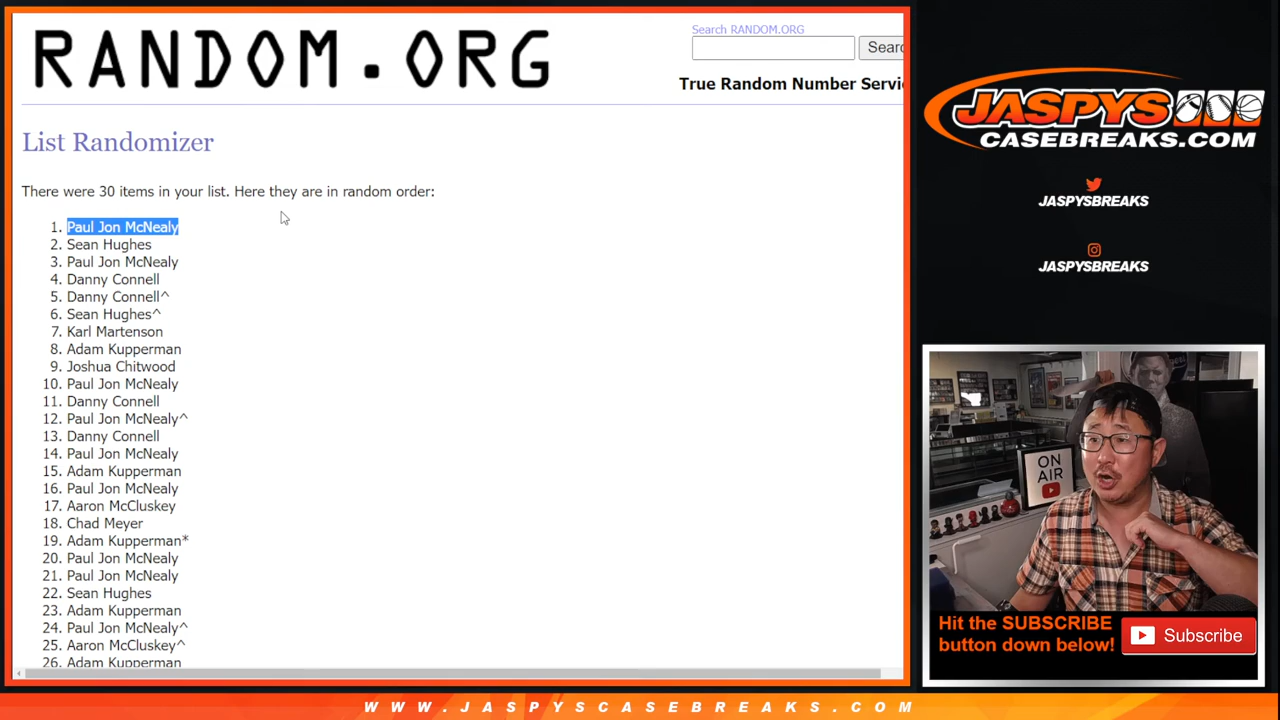 RANDOM.ORG
Search RANDOM.ORG
Searc
True Random Number Servi
List Randomizer
There were 30 items in your list. Here they are in random order:
1. Paul Jon McNealy
2. Sean Hughes
3. Paul Jon McNealy
4. Danny Connell
5. Danny Connell^
6. Sean Hughes^
7. Karl Martenson
8. Adam Kupperman
9. Joshua Chitwood
10. Paul Jon McNealy
11. Danny Connell
12. Paul Jon McNealy^
13. Danny Connell
14. Paul Jon McNealy
15. Adam Kupperman
16. Paul Jon McNealy
17. Aaron McCluskey
18. Chad Meyer
19. Adam Kupperman*
20. Paul Jon McNealy
21. Paul Jon McNealy
22. Sean Hughes
23. Adam Kupperman
24. Paul Jon McNealy^
25. Aaron McCluskey^
26. Adam Kupperman
JASPYS
CASEBREAKS.COM
JASPYSBREAKS
JASPYSBREAKS
ON
AIR
Hit the SUBSCRIBE
button down below!
Subscribe
WWW.JASPYSCASEBREAKS.COM